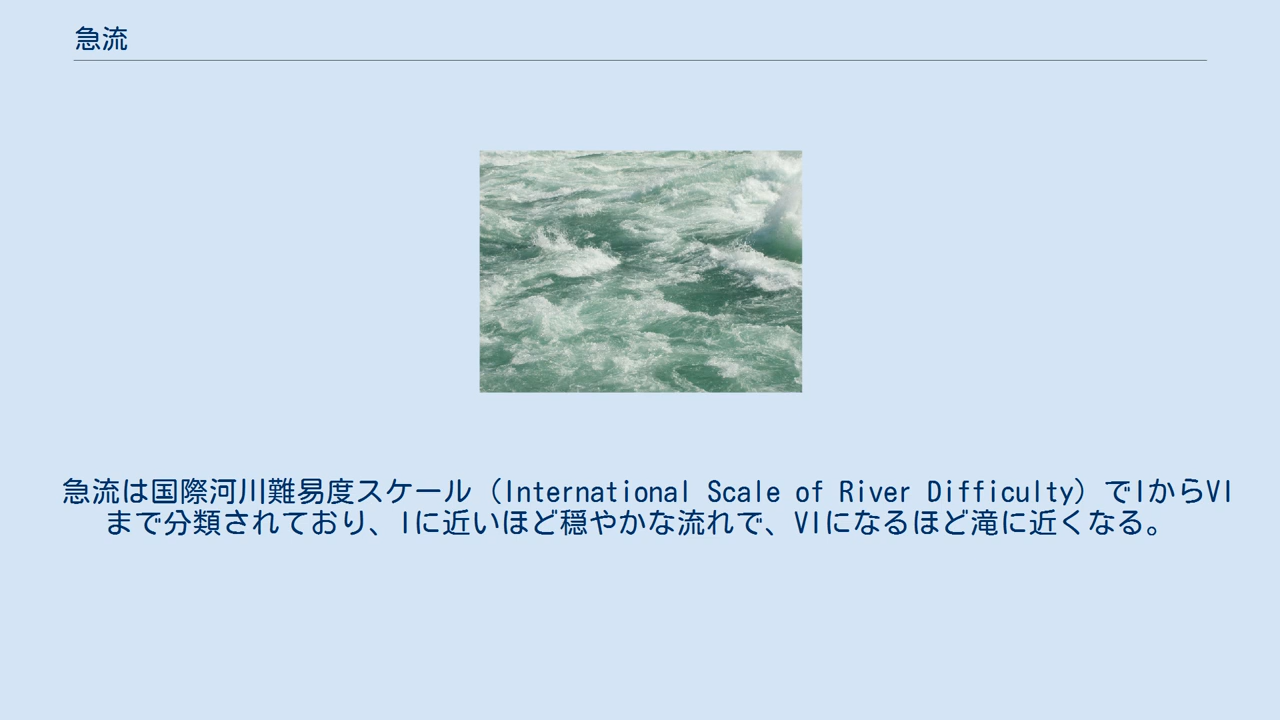 急流
急流は国際河川難易度スケール（International Scale of River Difficulty）でIからVI
まで分類されており、Iに近いほど穏やかな流れで、VIになるほど滝に近くなる。